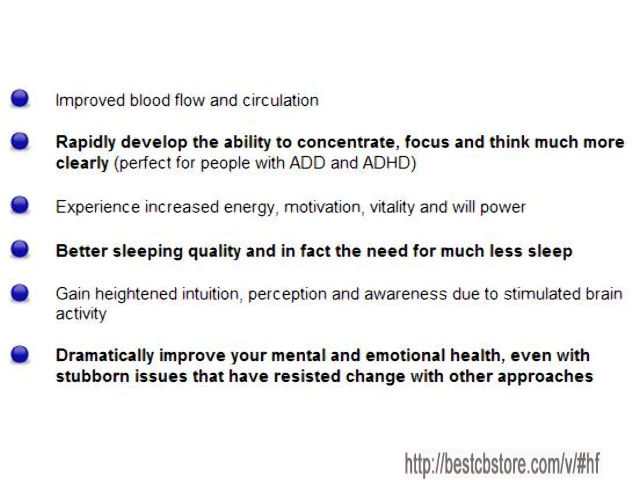 Improved blood flow and circulation
Rapidly develop the ability to concentrate, focus and think much more
clearly (perfect for people with ADD and ADHD)
Experience increased energy, motivation, vitality and will power
Better sleeping quality and in fact the need for much less sleep
Gain heightened intuition, perception and awareness due to stimulated brain
activity
Dramatically improve your mental and emotional health, even with
stubborn issues that have resisted change with other approaches
http://bestcbstore.com/v/#hf